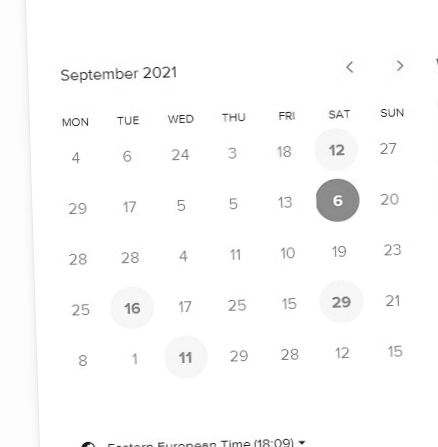 September 2021
MON TUE WED THU FRI SAT SUN
4 6 24 3 18 12 27
29 17 5 5 13 6 20
28 28 4 11 10 19 23
25 16 17 25 15 29 21
8 1 11 29 28 12 15
Eastern European Time (18:09)